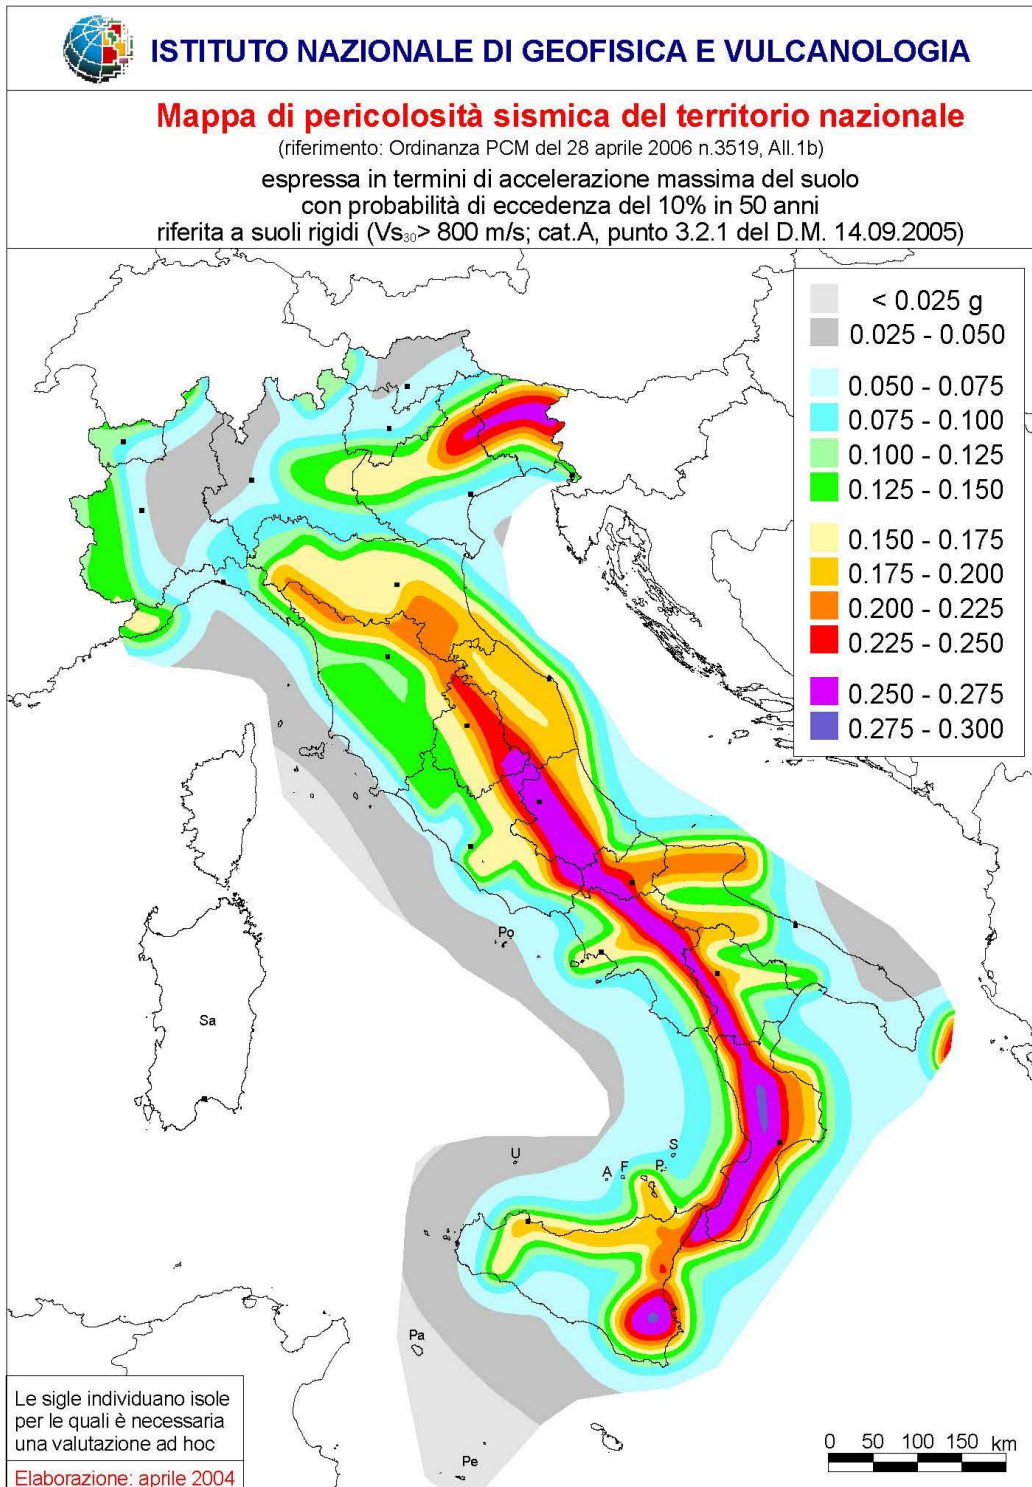 ISTITUTO NAZIONALE DI GEOFISICA E VULCANOLOGIA
Mappa di pericolosità sismica del territorio nazionale
(riferimento: Ordinanza PCM del 28 aprile 2006 n.3519, All.1b)
espressa in termini di accelerazione massima del suolo
con probabilità di eccedenza del 10% in 50 anni
riferita a suoli rigidi (Vs30> 800 m/s; cat.A, punto 3.2.1 del D.M. 14.09.2005)
< 0.025 g
0.025 - 0.050
0.050 - 0.075
0.075 - 0.100
0.100 - 0.125
0.125 - 0.150
0.150 - 0.175
0.175 - 0.200
0.200 - 0.225
0.225 - 0.250
0.250 - 0.275
0.275 - 0.300
Po
Sa
U
A
F
P
S
Pa
Pe
Le sigle individuano isole
per le quali è necessaria
una valutazione ad hoc
Elaborazione: aprile 2004
0 50 100 150 km